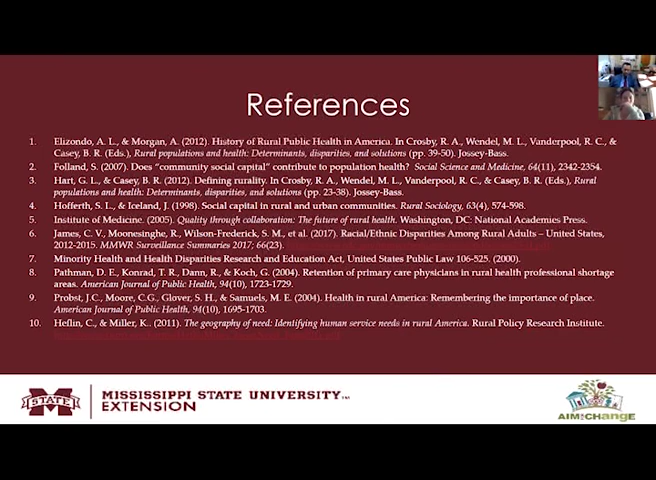 References
1. Elizondo, A. L., & Morgan, A. (2012). History of Rural Public Health in America. In Crosby, R. A., Wendel, M. L., Vanderpool, R. C., &
Casey, B. R. (Eds.), Rural populations and health: Determinants, disparities, and solutions (pp. 39-50). Jossey-Bass.
2. Folland, S. (2007). Does "community social capital" contribute to population health? Social Science and Medicine, 64(11), 2342-2354.
3. Hart, G. L., & Casey, B. R. (2012). Defining rurality. In Crosby, R. A., Wendel, M. L., Vanderpool, R. C., & Casey, B. R. (Eds.), Rural
populations and health: Determinants, disparities, and solutions (pp. 23-38). Jossey-Bass.
4. Hofferth, S. L., & Iceland, J. (1998). Social capital in rural and urban communities. Rural Sociology, 63(4), 574-598.
5. Institute of Medicine. (2005). Quality through collaboration: The future of rural health. Washington, DC: National Academies Press.
6. James, C. V., Moonesinghe, R., Wilson-Frederick, S. M., et al. (2017). Racial/Ethnic Disparities Among Rural Adults – United States,
2012-2015. MMWR Surveillance Summaries 2017; 66(23).
7. Minority Health and Health Disparities Research and Education Act, United States Public Law 106-525. (2000).
8. Pathman, D. E., Konrad, T. R., Dann, R., & Koch, G. (2004). Retention of primary care physicians in rural health professional shortage
areas. American Journal of Public Health, 94(10), 1723-1729.
9. Probst, J.C., Moore, C.G., Glover, S. H., & Samuels, M. E. (2004). Health in rural America: Remembering the importance of place.
American Journal of Public Health, 94(10), 1695-1703.
10. Heflin, C., & Miller, K.. (2011). The geography of need: Identifying human service needs in rural America. Rural Policy Research Institute.
STATE
MISSISSIPPI STATE UNIVERSITY™
EXTENSION
AIM for CHangE